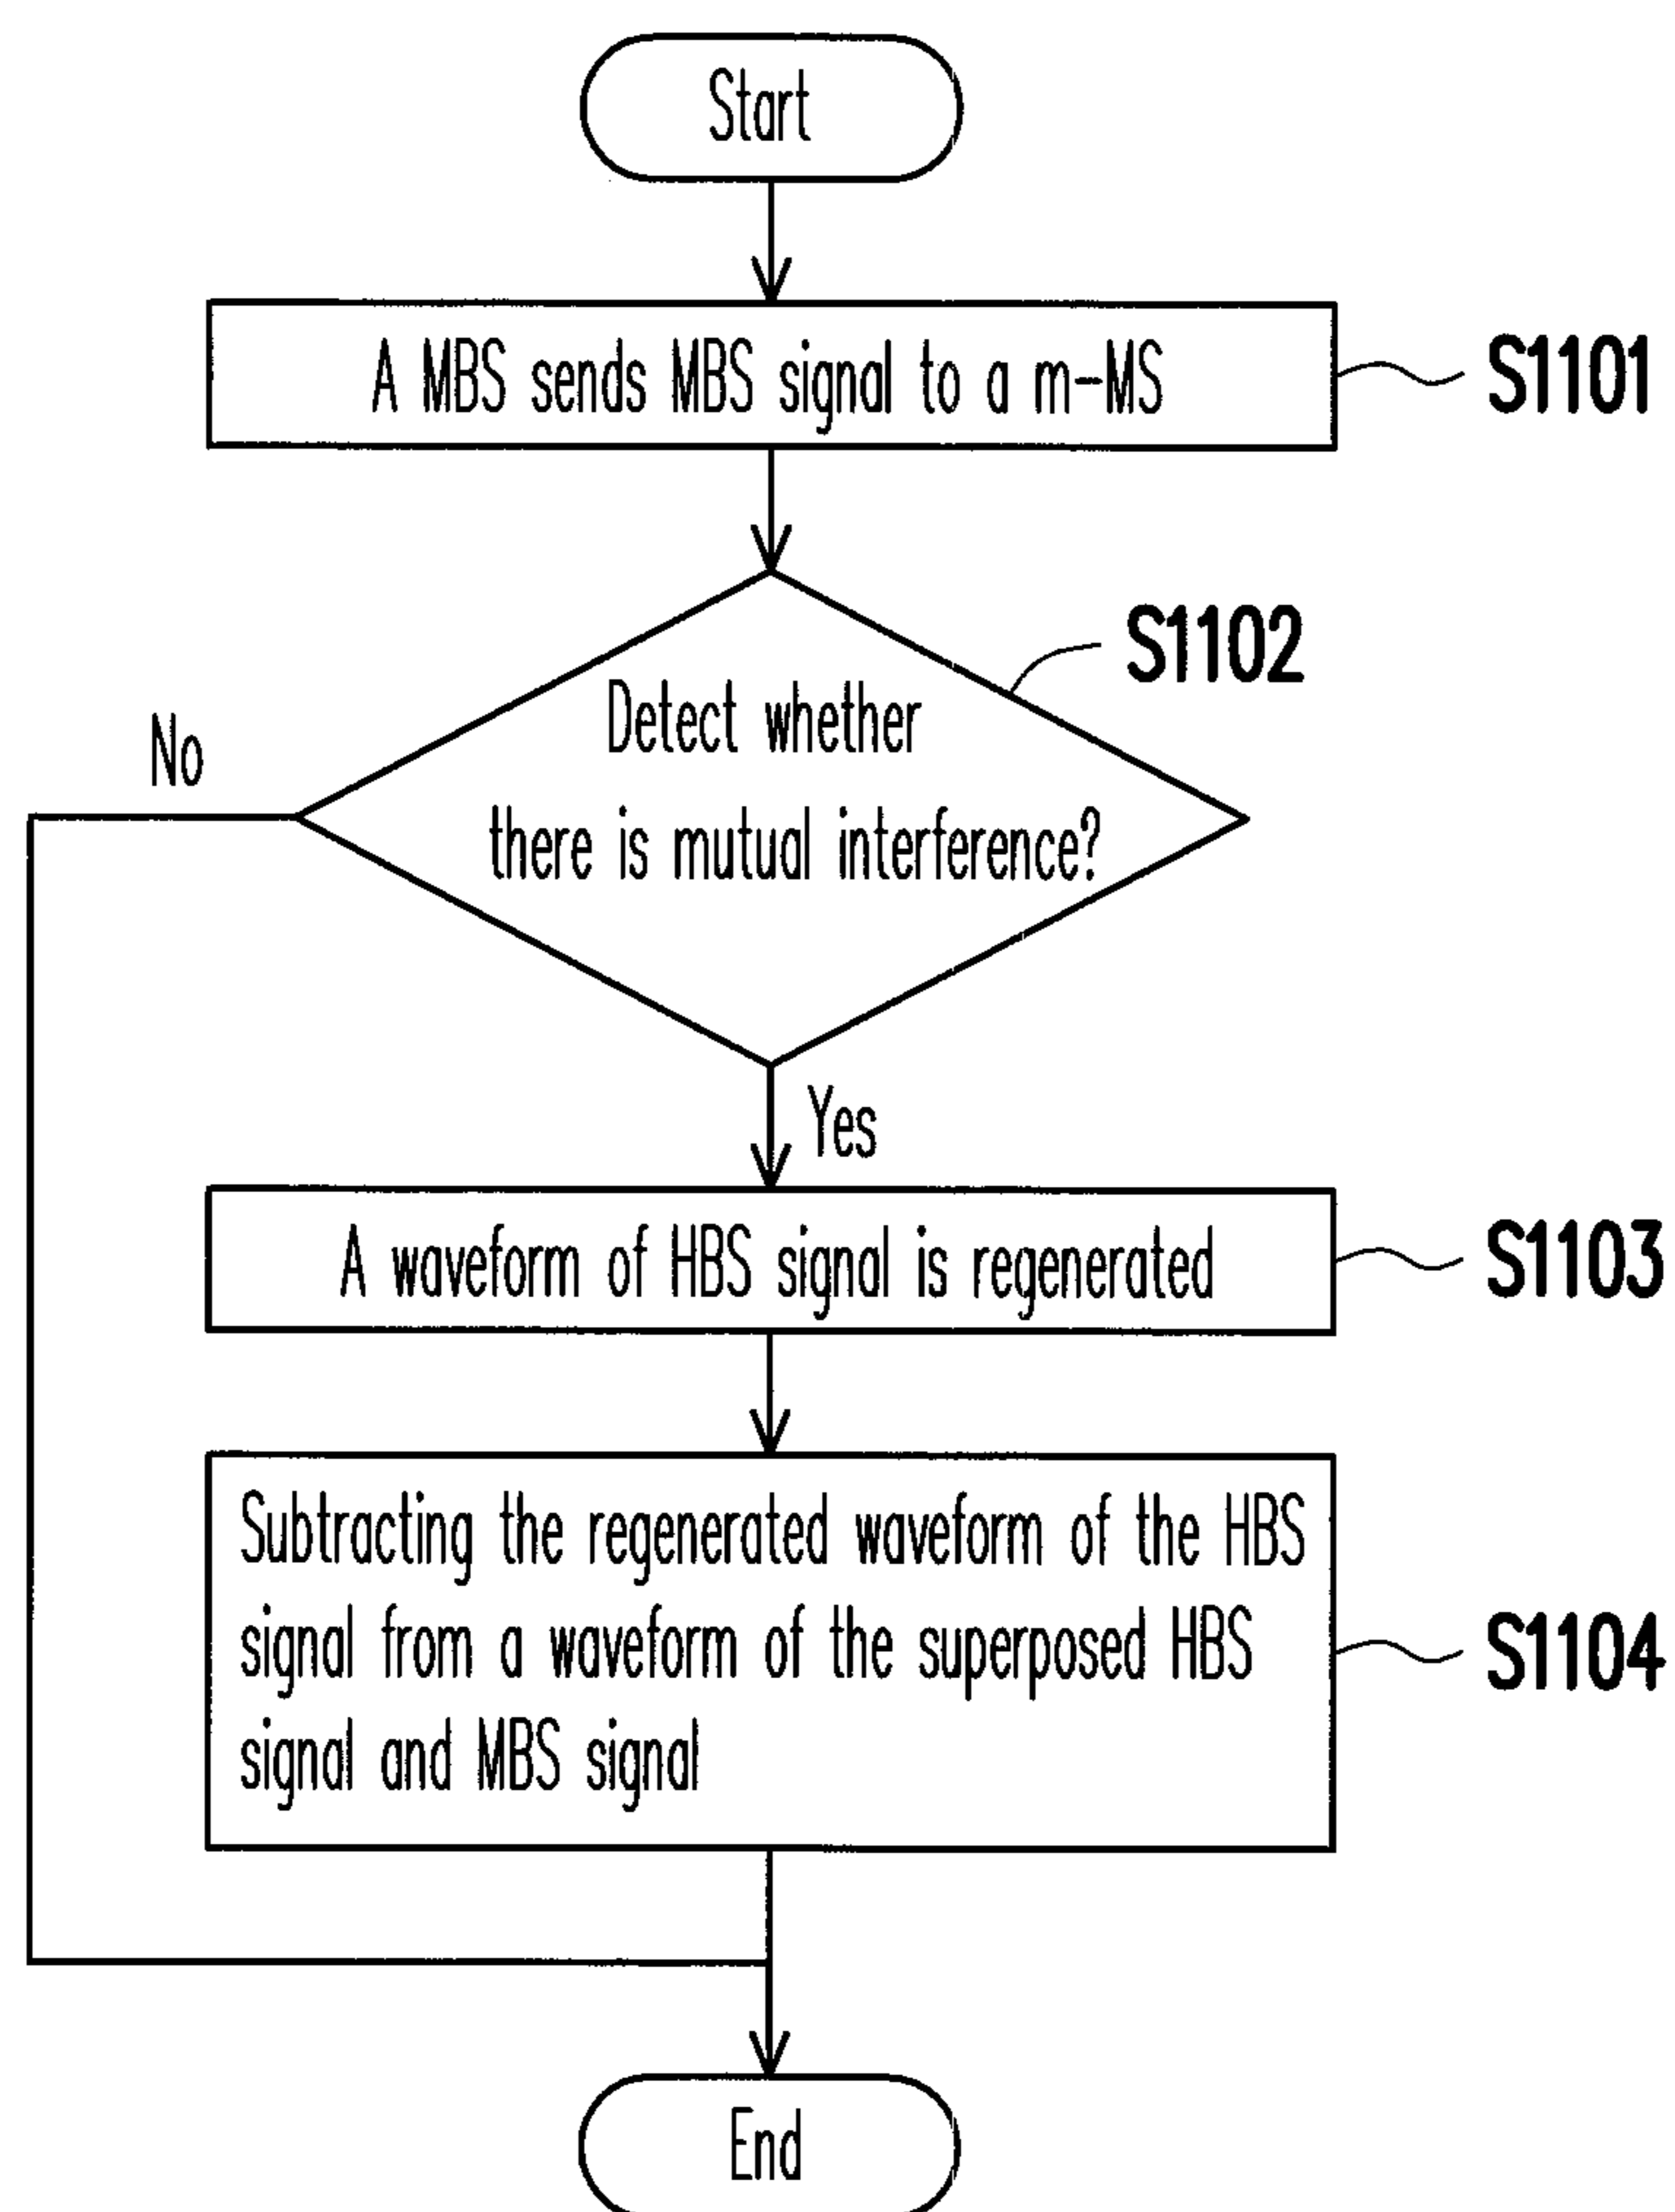 Start
A MBS sends MBS signal to a m-MS
S1101
S1102
Detect whether
there is mutual interference?
No
Yes
A waveform of HBS signal is regenerated
S1103
Subtracting the regenerated waveform of the HBS
signal from a waveform of the superposed HBS
signal and MBS signal
S1104
End